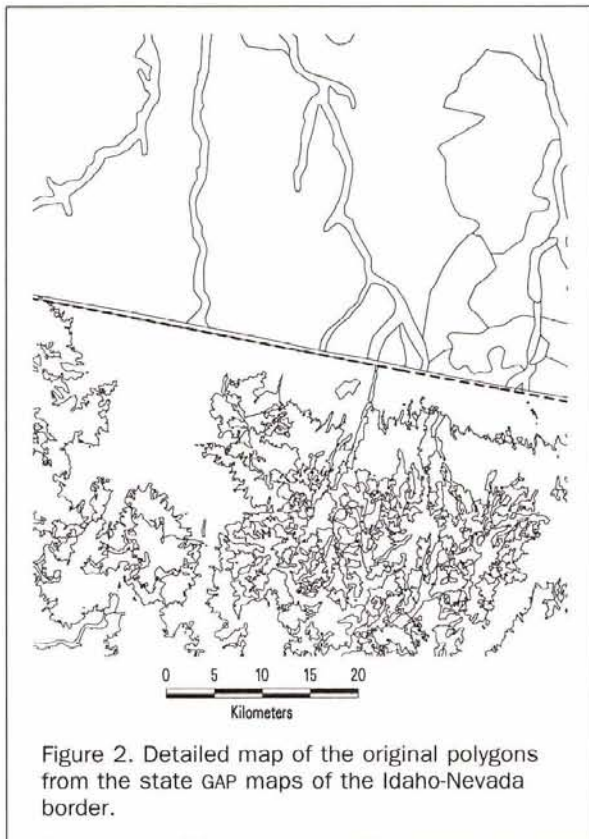 0 5 10 15 20
Kilometers
Figure 2. Detailed map of the original polygons
from the state GAP maps of the Idaho-Nevada
border.